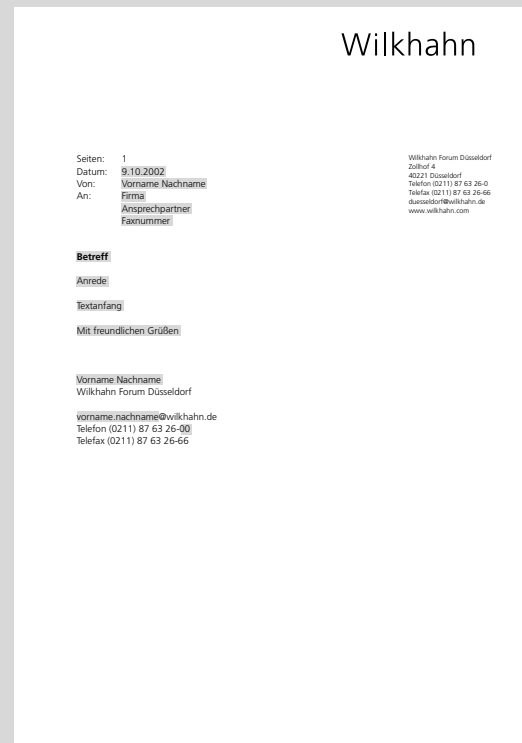 Wilkhahn
Seiten: 1
Datum: 9.10.2002
Von: Vorname Nachname
An: Firma
Ansprechpartner
Faxnummer
Wilkhahn Forum Düsseldorf
Zollhof 4
40221 Düsseldorf
Telefon (0211) 87 63 26-0
Telefax (0211) 87 63 26-66
duesseldorf@wilkhahn.de
www.wilkhahn.com
Betreff
Anrede
Textanfang
Mit freundlichen Grüßen
Vorname Nachname
Wilkhahn Forum Düsseldorf
vorname.nachname@wilkhahn.de
Telefon (0211) 87 63 26-00
Telefax (0211) 87 63 26-66